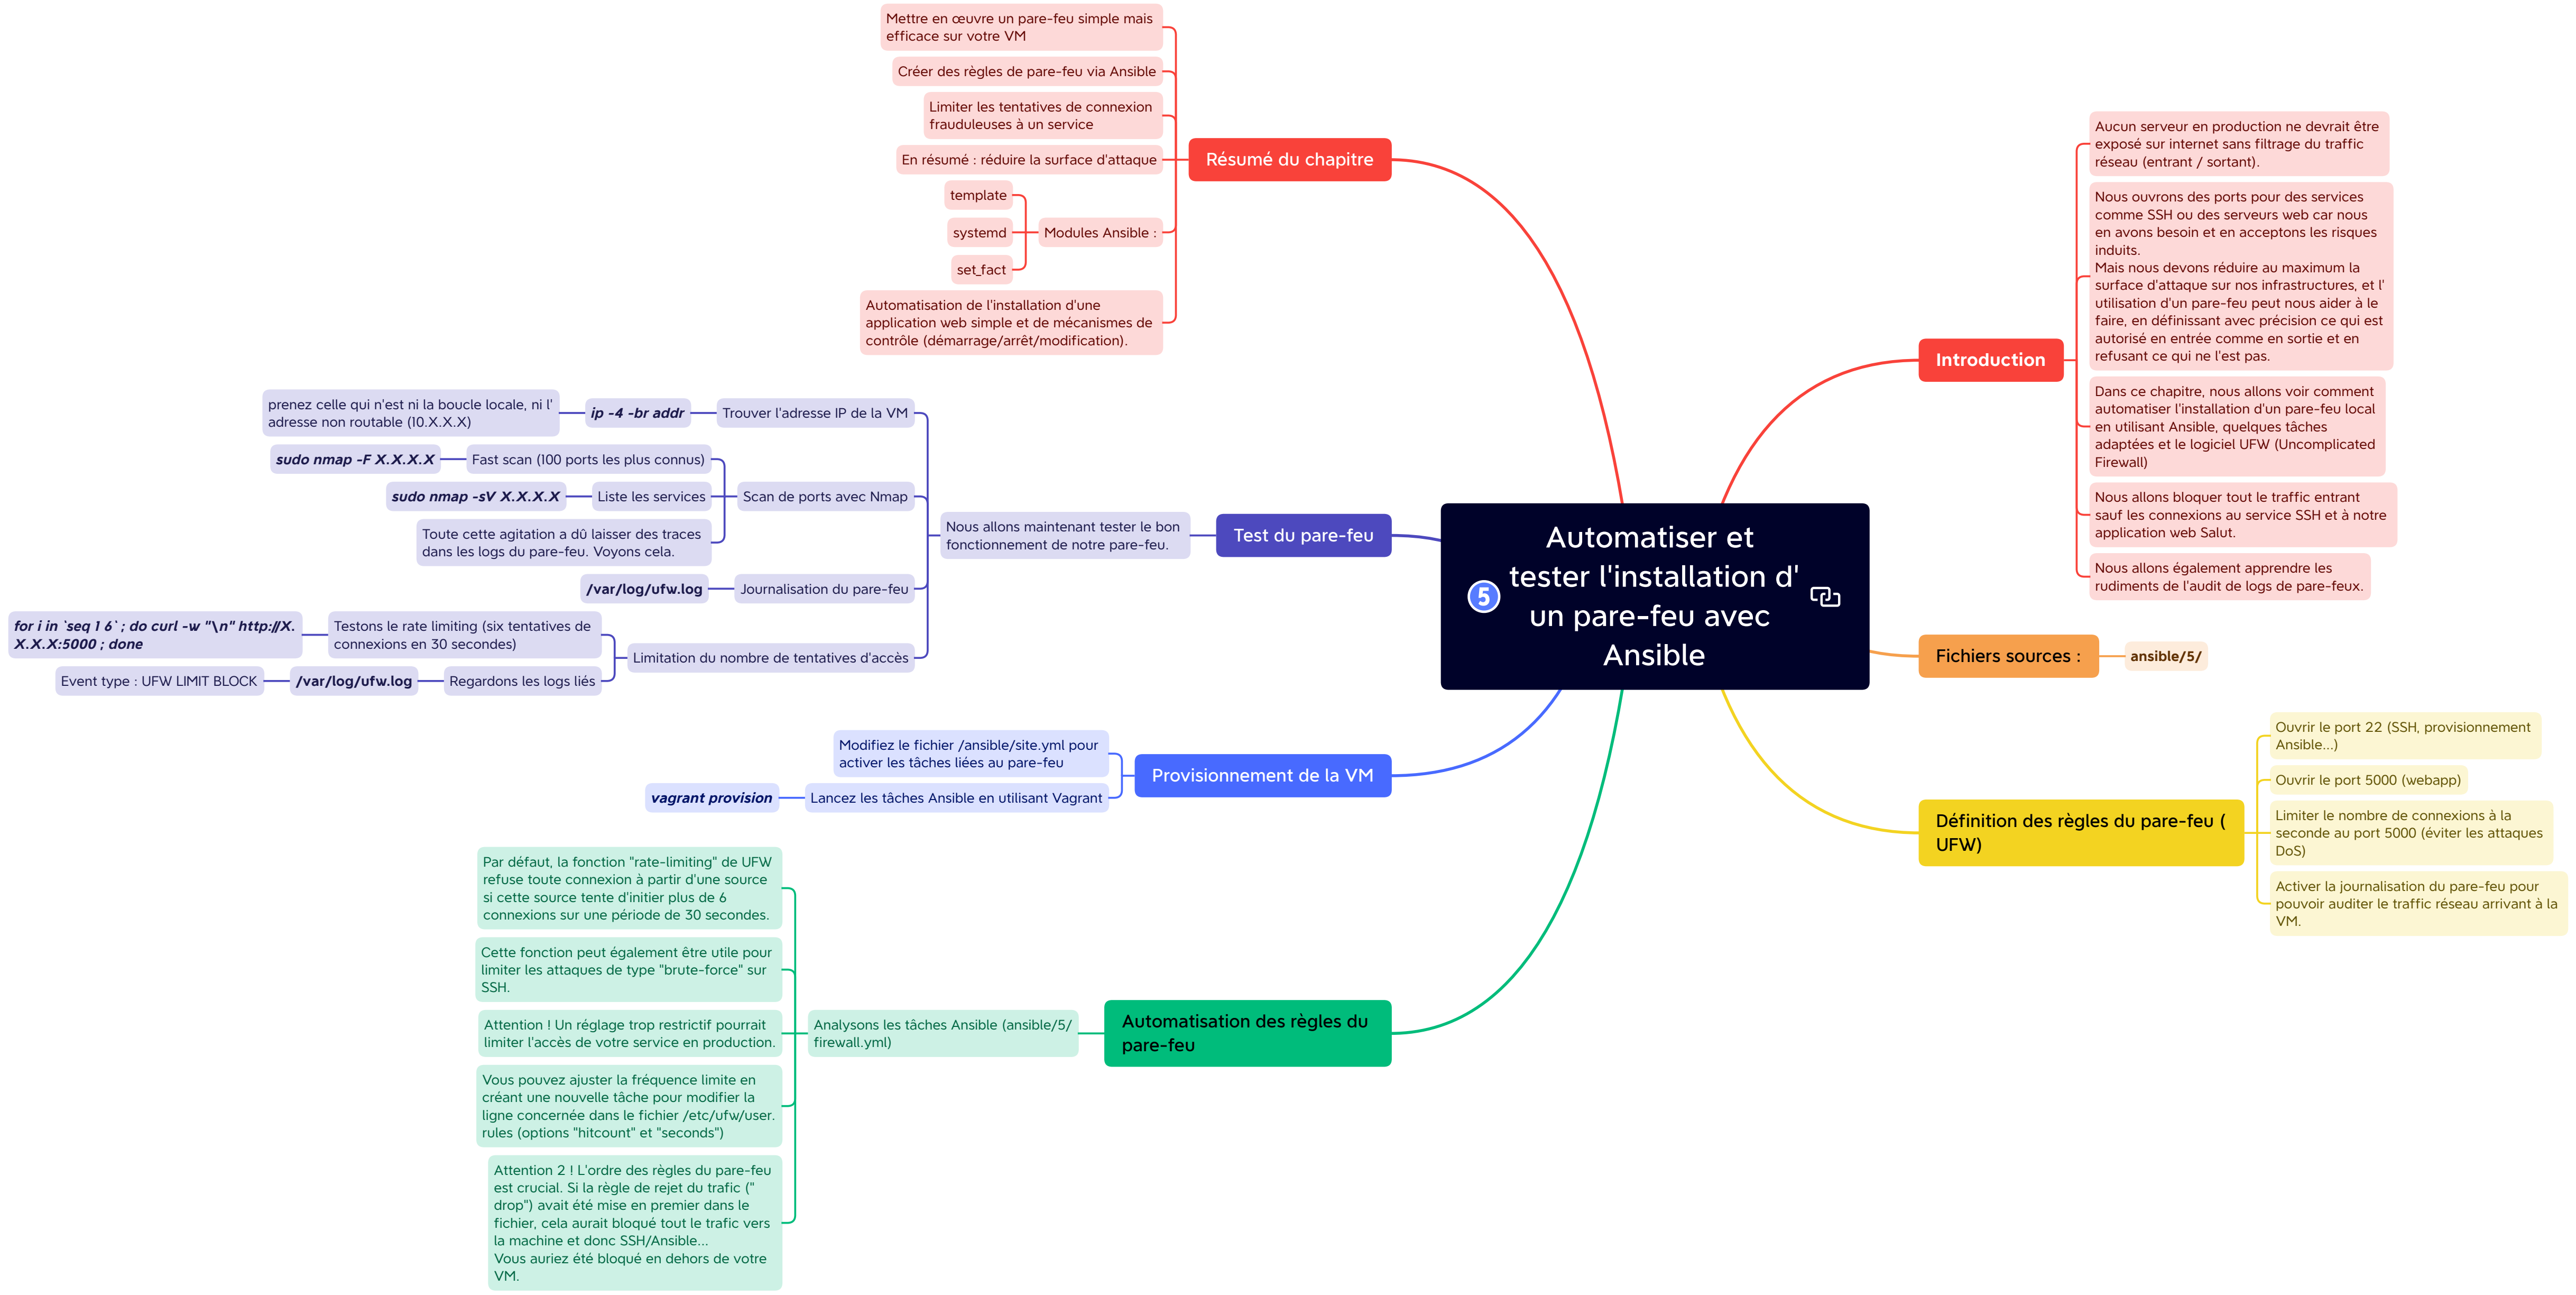 5
Automatiser et
tester l'installation d'
un pare-feu avec
Ansible
Introduction
Aucun serveur en production ne devrait être
exposé sur internet sans filtrage du traffic
réseau (entrant / sortant).
Nous ouvrons des ports pour des services
comme SSH ou des serveurs web car nous
en avons besoin et en acceptons les risques
induits.
Mais nous devons réduire au maximum la
surface d'attaque sur nos infrastructures, et l'
utilisation d'un pare-feu peut nous aider à le
faire, en définissant avec précision ce qui est
autorisé en entrée comme en sortie et en
refusant ce qui ne l'est pas.
Dans ce chapitre, nous allons voir comment
automatiser l'installation d'un pare-feu local
en utilisant Ansible, quelques tâches
adaptées et le logiciel UFW (Uncomplicated
Firewall)
Nous allons bloquer tout le traffic entrant
sauf les connexions au service SSH et à notre
application web Salut.
Nous allons également apprendre les
rudiments de l'audit de logs de pare-feux.
Fichiers sources :
ansible/5/
Définition des règles du pare-feu (
UFW)
Ouvrir le port 22 (SSH, provisionnement
Ansible...)
Ouvrir le port 5000 (webapp)
Limiter le nombre de connexions à la
seconde au port 5000 (éviter les attaques
DoS)
Activer la journalisation du pare-feu pour
pouvoir auditer le traffic réseau arrivant à la
VM.
Automatisation des règles du
pare-feu
Analysons les tâches Ansible (ansible/5/
firewall.yml)
Par défaut, la fonction "rate-limiting" de UFW
refuse toute connexion à partir d'une source
si cette source tente d'initier plus de 6
connexions sur une période de 30 secondes.
Cette fonction peut également être utile pour
limiter les attaques de type "brute-force" sur
SSH.
Attention ! Un réglage trop restrictif pourrait
limiter l'accès de votre service en production.
Vous pouvez ajuster la fréquence limite en
créant une nouvelle tâche pour modifier la
ligne concernée dans le fichier /etc/ufw/user.
rules (options "hitcount" et "seconds")
Attention 2 ! L'ordre des règles du pare-feu
est crucial. Si la règle de rejet du trafic ("
drop") avait été mise en premier dans le
fichier, cela aurait bloqué tout le trafic vers
la machine et donc SSH/Ansible...
Vous auriez été bloqué en dehors de votre
VM.
Provisionnement de la VM
Modifiez le fichier /ansible/site.yml pour
activer les tâches liées au pare-feu
Lancez les tâches Ansible en utilisant Vagrant
vagrant provision
Test du pare-feu
Nous allons maintenant tester le bon
fonctionnement de notre pare-feu.
Trouver l'adresse IP de la VM
ip -4 -br addr
prenez celle qui n'est ni la boucle locale, ni l'
adresse non routable (10.X.X.X)
Scan de ports avec Nmap
Fast scan (100 ports les plus connus)
sudo nmap -F X.X.X.X
Liste les services
sudo nmap -sV X.X.X.X
Toute cette agitation a dû laisser des traces
dans les logs du pare-feu. Voyons cela.
Journalisation du pare-feu
/var/log/ufw.log
Limitation du nombre de tentatives d'accès
Testons le rate limiting (six tentatives de
connexions en 30 secondes)
for i in `seq 1 6` ; do curl -w "\n" http://X.
X.X.X:5000 ; done
Regardons les logs liés
/var/log/ufw.log
Event type : UFW LIMIT BLOCK
Résumé du chapitre
Mettre en œuvre un pare-feu simple mais
efficace sur votre VM
Créer des règles de pare-feu via Ansible
Limiter les tentatives de connexion
frauduleuses à un service
En résumé : réduire la surface d'attaque
Modules Ansible :
template
systemd
set_fact
Automatisation de l'installation d'une
application web simple et de mécanismes de
contrôle (démarrage/arrêt/modification).